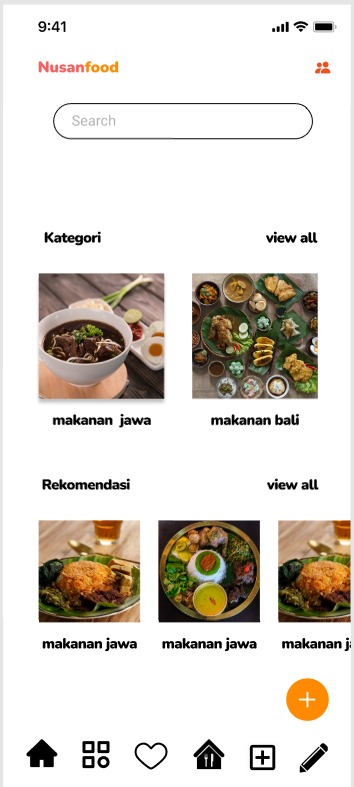 9:41
Nusanfood
Search
Kategori view all
makanan  jawa makanan bali
Rekomendasi view all
makanan jawa makanan jawa makanan j